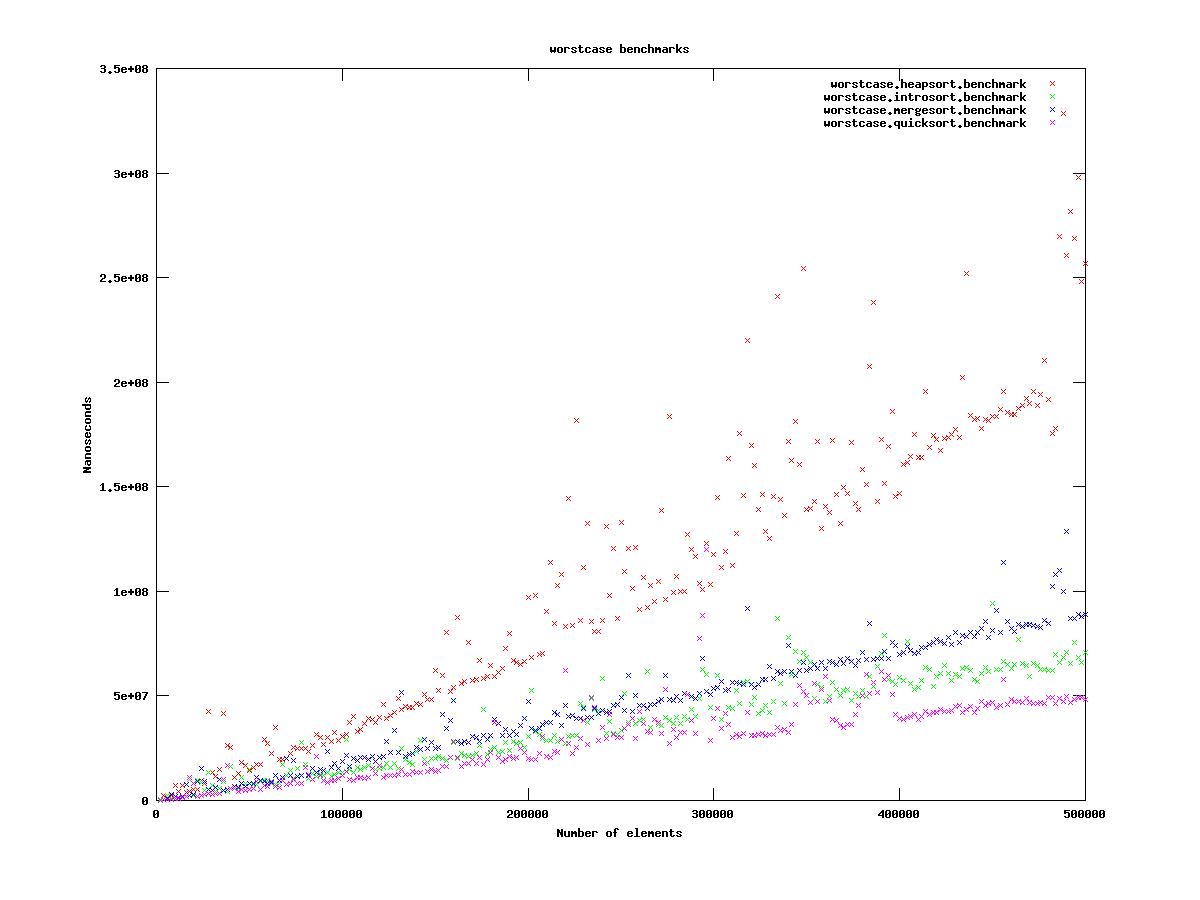 worstcase benchmarks
3.5e+08
3e+08
2.5e+08
2e+08
1.5e+08
1e+08
5e+07
0
Nanoseconds
worstcase.heapsort.benchmark
worstcase.introsort.benchmark
worstcase.mergesort.benchmark
worstcase.quicksort.benchmark
0 100000 200000 300000 400000 500000
Number of elements